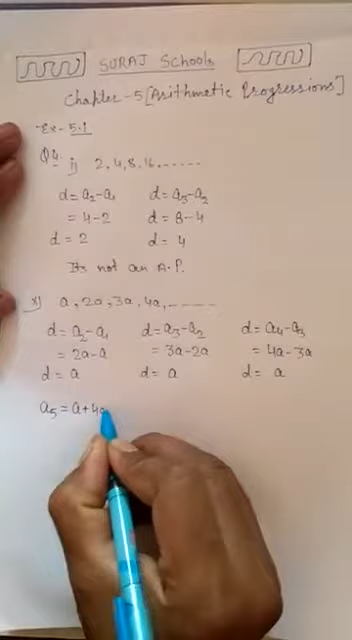 SURAJ Schools
Chapter-5 [Arithmetic Progressions]
Ex-5.1
Q4. i) 2, 4, 8, 16, ......
d = a₂-a₁ d = a₃-a₂
= 4-2 d = 8-4
d = 2 d = 4
Its not an A.P.
x) a, 2a, 3a, 4a, ------
d = a₂-a₁ d = a₃-a₂ d = a₄-a₃
= 2a-a = 3a-2a = 4a-3a
d = a d = a d = a
a₅ = a+4a